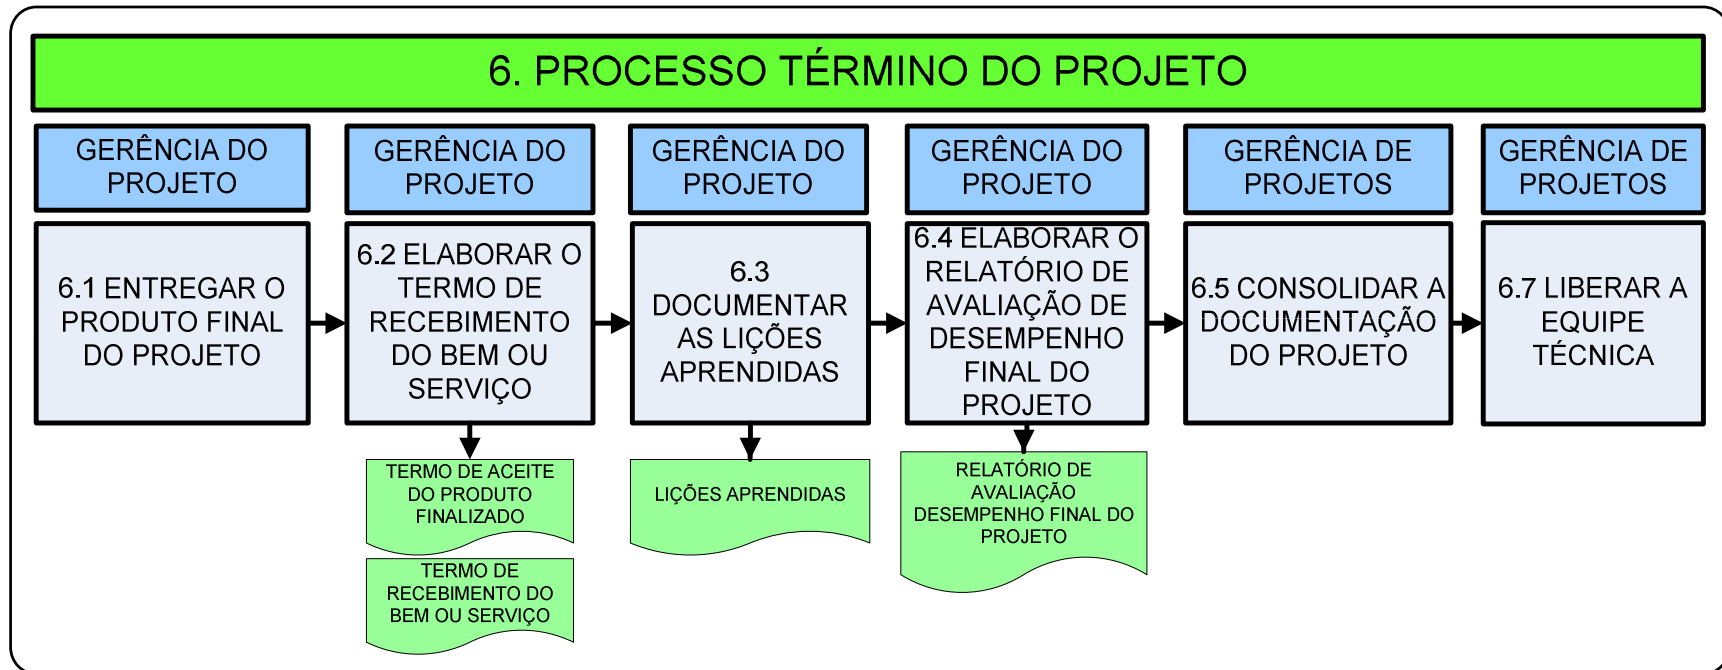 6. PROCESSO TÉRMINO DO PROJETO
GERÊNCIA DO
PROJETO
GERÊNCIA DO
PROJETO
GERÊNCIA DO
PROJETO
GERÊNCIA DO
PROJETO
GERÊNCIA DE
PROJETOS
GERÊNCIA DE
PROJETOS
6.1 ENTREGAR O
PRODUTO FINAL
DO PROJETO
6.2 ELABORAR O
TERMO DE
RECEBIMENTO
DO BEM OU
SERVIÇO
6.3
DOCUMENTAR
AS LIÇÕES
APRENDIDAS
6.4 ELABORAR O
RELATÓRIO DE
AVALIAÇÃO DE
DESEMPENHO
FINAL DO
PROJETO
6.5 CONSOLIDAR A
DOCUMENTAÇÃO
DO PROJETO
6.7 LIBERAR A
EQUIPE
TÉCNICA
TERMO DE ACEITE
DO PRODUTO
FINALIZADO
TERMO DE
RECEBIMENTO DO
BEM OU SERVIÇO
LIÇÕES APRENDIDAS
RELATÓRIO DE
AVALIAÇÃO
DESEMPENHO FINAL DO
PROJETO